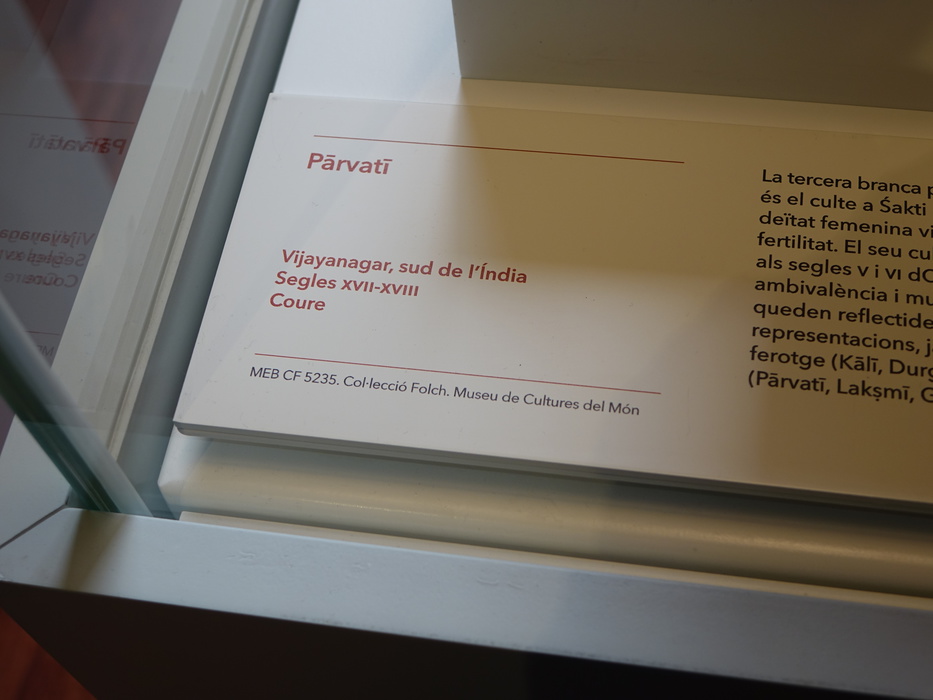 Pārvatī
Vijayanagar, sud de l'Índia
Segles XVII-XVIII
Coure
MEB CF 5235. Col·lecció Folch. Museu de Cultures del Món
La tercera branca
és el culte a Śakti
deïtat femenina
fertilitat. El seu
als segles V i VI
ambivalència i
queden
representacions,
ferotge (Kālī,
(Pārvatī, Lakṣmī,